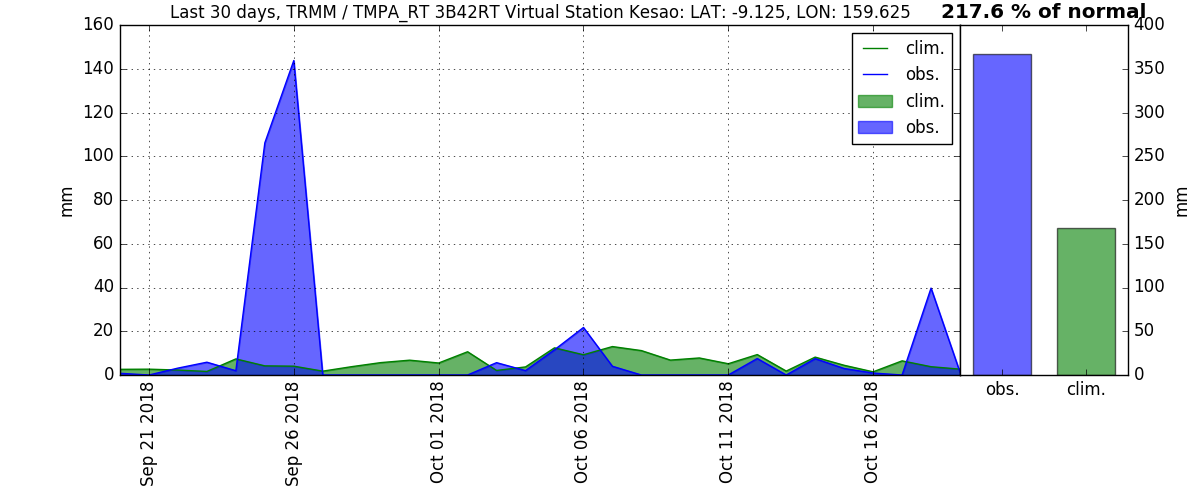 Last 30 days, TRMM / TMPA_RT 3B42RT Virtual Station Kesao: LAT: -9.125, LON: 159.625
217.6 % of normal
160
140
120
100
80
60
40
20
0
mm
clim.
obs.
clim.
obs.
Sep 21 2018
Sep 26 2018
Oct 01 2018
Oct 06 2018
Oct 11 2018
Oct 16 2018
400
350
300
250
200
150
100
50
0
mm
obs.
clim.